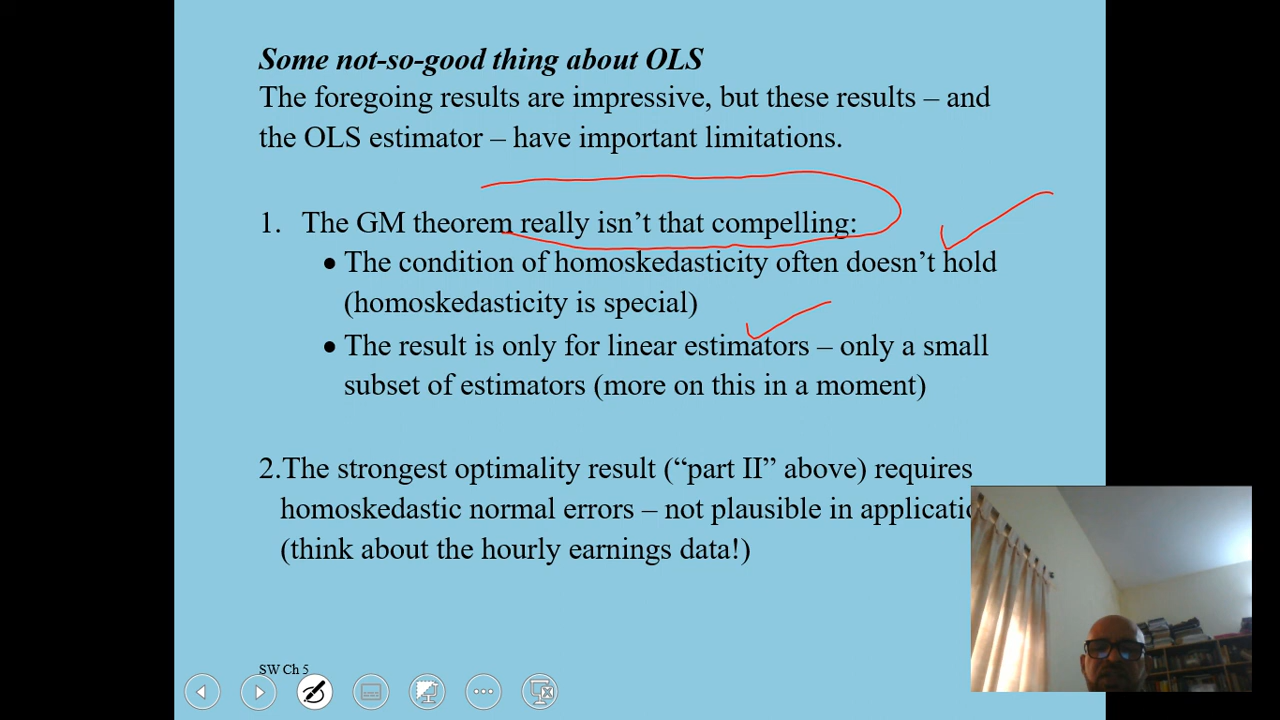 Some not-so-good thing about OLS
The foregoing results are impressive, but these results – and
the OLS estimator – have important limitations.
1. The GM theorem really isn’t that compelling:
• The condition of homoskedasticity often doesn’t hold
(homoskedasticity is special)
• The result is only for linear estimators – only a small
subset of estimators (more on this in a moment)
2.The strongest optimality result (“part II” above) requires
homoskedastic normal errors – not plausible in applicatio
(think about the hourly earnings data!)
SW Ch 5